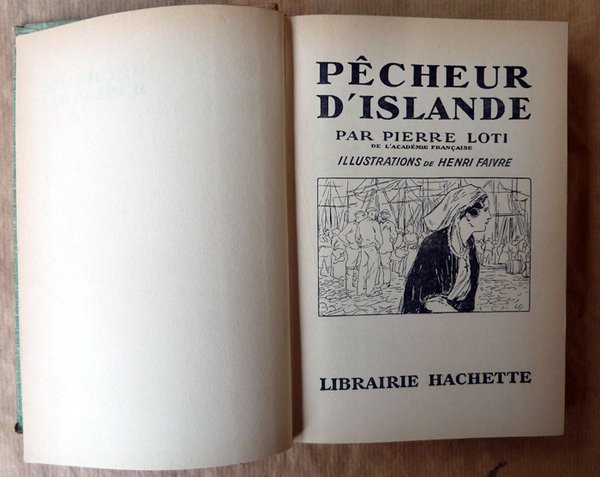 PÊCHEUR
D'ISLANDE
PAR PIERRE LOTI
DE L'ACADÉMIE FRANÇAISE
ILLUSTRATIONS DE HENRI FAIVRE
LIBRAIRIE HACHETTE